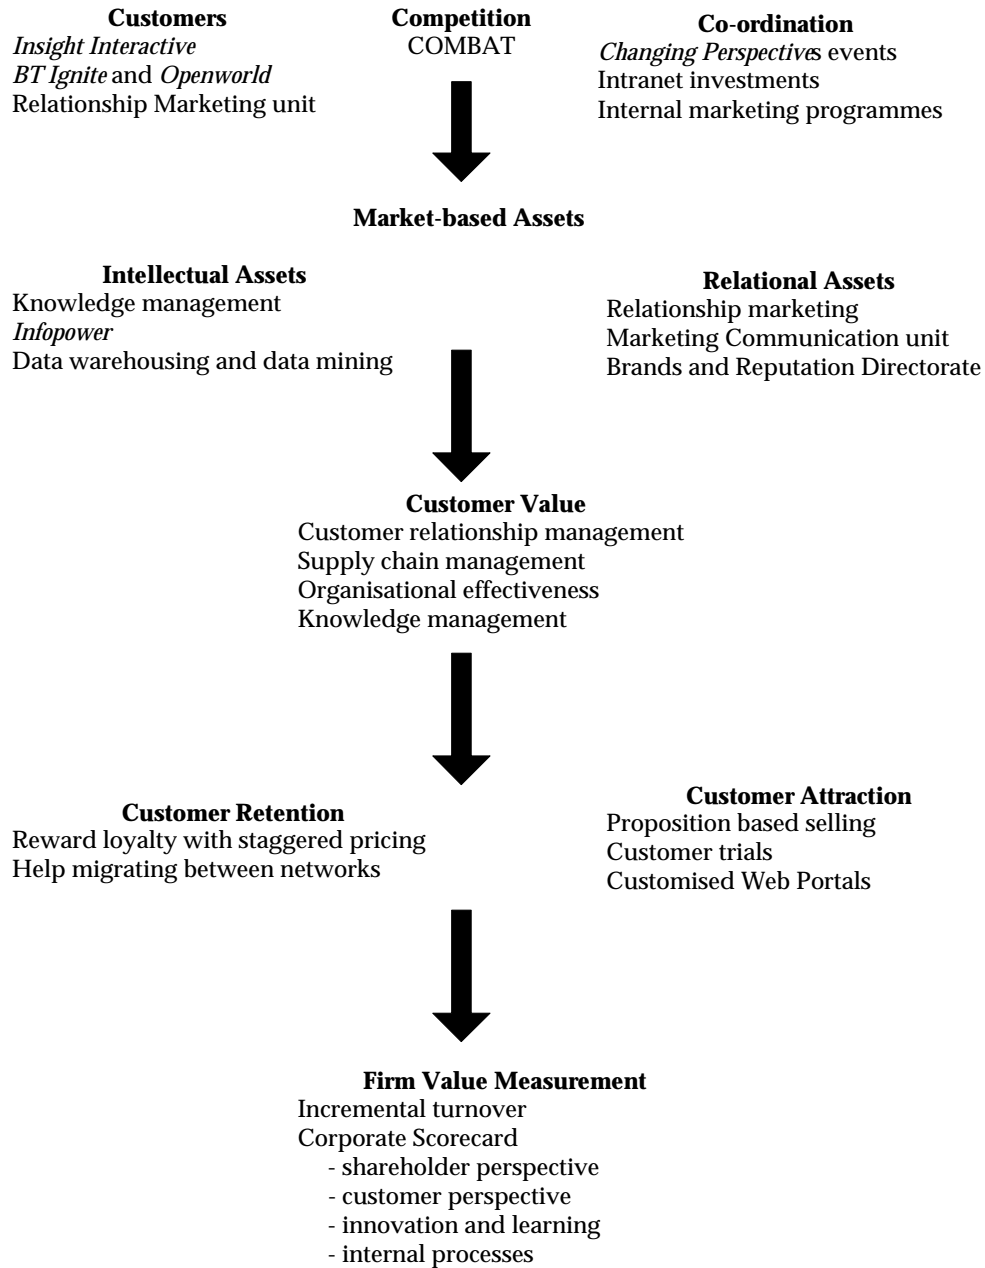 Customers
Insight Interactive
BT Ignite and Openworld
Relationship Marketing unit
Competition
COMBAT
Co-ordination
Changing Perspectives events
Intranet investments
Internal marketing programmes
Market-based Assets
Intellectual Assets
Knowledge management
Infopower
Data warehousing and data mining
Relational Assets
Relationship marketing
Marketing Communication unit
Brands and Reputation Directorate
Customer Value
Customer relationship management
Supply chain management
Organisational effectiveness
Knowledge management
Customer Retention
Reward loyalty with staggered pricing
Help migrating between networks
Customer Attraction
Proposition based selling
Customer trials
Customised Web Portals
Firm Value Measurement
Incremental turnover
Corporate Scorecard
- shareholder perspective
- customer perspective
- innovation and learning
- internal processes